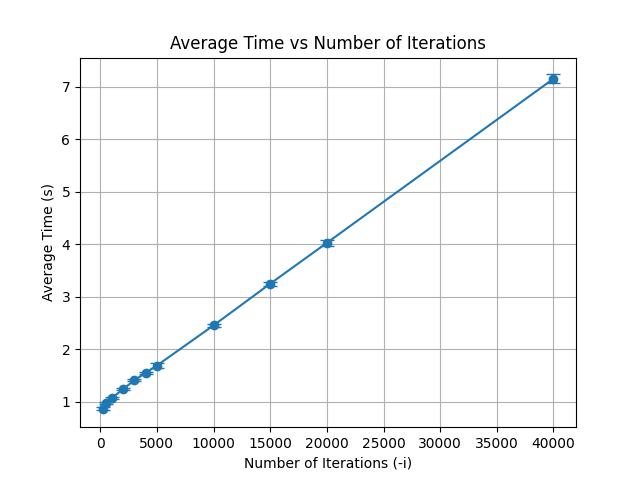 Average Time vs Number of Iterations
Average Time (s)
7
6
5
4
3
2
1
0 5000 10000 15000 20000 25000 30000 35000 40000
Number of Iterations (-i)